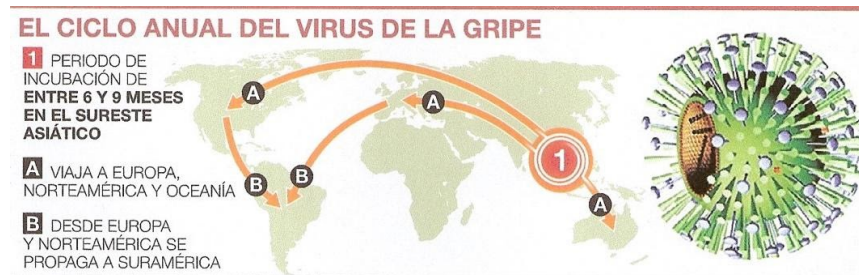 EL CICLO ANUAL DEL VIRUS DE LA GRIPE
1 PERIODO DE
INCUBACIÓN DE
ENTRE 6 Y 9 MESES
EN EL SURESTE
ASIÁTICO
A VIAJA A EUROPA,
NORTEAMÉRICA Y OCEANÍA
B DESDE EUROPA
Y NORTEAMÉRICA SE
PROPAGA A SURAMÉRICA
A
A
1
B
B
A